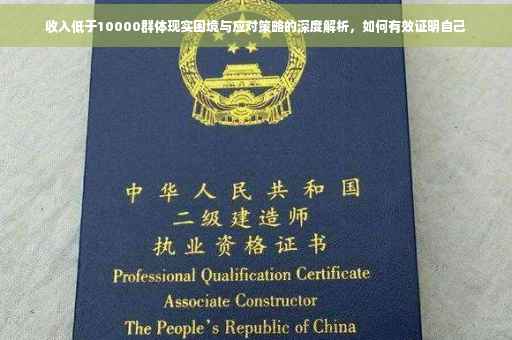 收入低于10000群体现实困境与应对策略的深度解析，如何有效证明自己
中华人民共和国
二级建造师
执业资格证书
Professional Qualification Certificate
Associate Constructor
The People's Republic of China